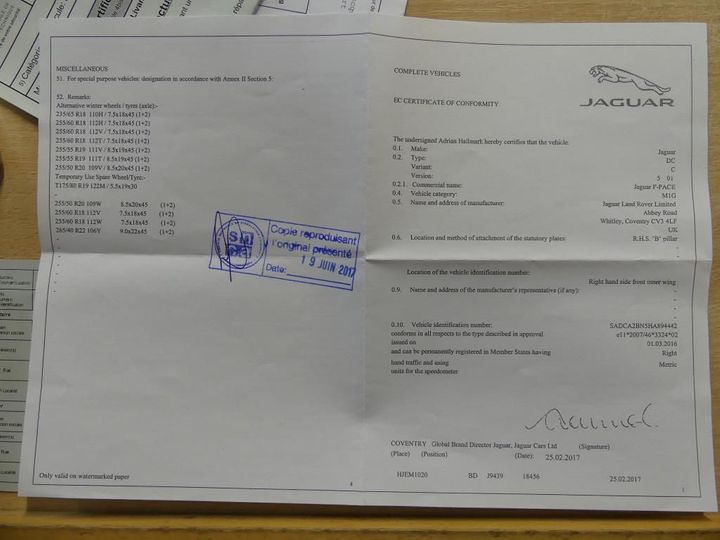 MISCELLANEOUS
51. For special purpose vehicles: designation in accordance with Annex II Section 5:
52. Remarks:
Alternative winter wheels / tyres (axle):-
235/65 R18 110H / 7.5x18x45 (1+2)
255/60 R18 112H / 7.5x18x45 (1+2)
255/60 R18 112V / 7.5x18x45 (1+2)
255/60 R18 112T / 7.5x18x45 (1+2)
255/55 R19 111V / 8.5x19x45 (1+2)
255/55 R19 111T / 8.5x19x45 (1+2)
255/50 R20 109V / 8.5x20x45 (1+2)
Temporary Use Spare Wheel/Tyre:-
T175/80 R19 122M / 5.5x19x30
255/50 R20 109W 8.5x20x45 (1+2)
255/60 R18 112V 7.5x18x45 (1+2)
255/60 R18 112W 7.5x18x45 (1+2)
265/40 R22 106Y 9.0x22x45 (1+2)
Copie reproduisant
l'original présenté
19 JUIN 2017
Date:
Only valid on watermarked paper
4
COMPLETE VEHICLES
JAGUAR
EC CERTIFICATE OF CONFORMITY
The undersigned Adrian Hallmark hereby certifies that the vehicle:
0.1. Make: Jaguar
0.2. Type: DC
Variant: C
Version: 5 01
0.2.1. Commercial name: Jaguar F-PACE
0.4. Vehicle category: M1G
0.5. Name and address of manufacturer: Jaguar Land Rover Limited
Abbey Road
Whitley, Coventry CV3 4LF
UK
0.6. Location and method of attachment of the statutory plates: R.H.S. "B" pillar
Location of the vehicle identification number:
Right hand side front inner wing
0.9. Name and address of the manufacturer's representative (if any):
0.10. Vehicle identification number: SADCA2BN5HA894442
conforms in all respects to the type described in approval e11*2007/46*3324*02
issued on 01.03.2016
and can be permanently registered in Member States having Right
hand traffic and using Metric
units for the speedometer
COVENTRY Global Brand Director Jaguar, Jaguar Cars Ltd (Signature)
(Place) (Position) (Date): 25.02.2017
HJEM1020 BD J9439 18456 25.02.2017
1